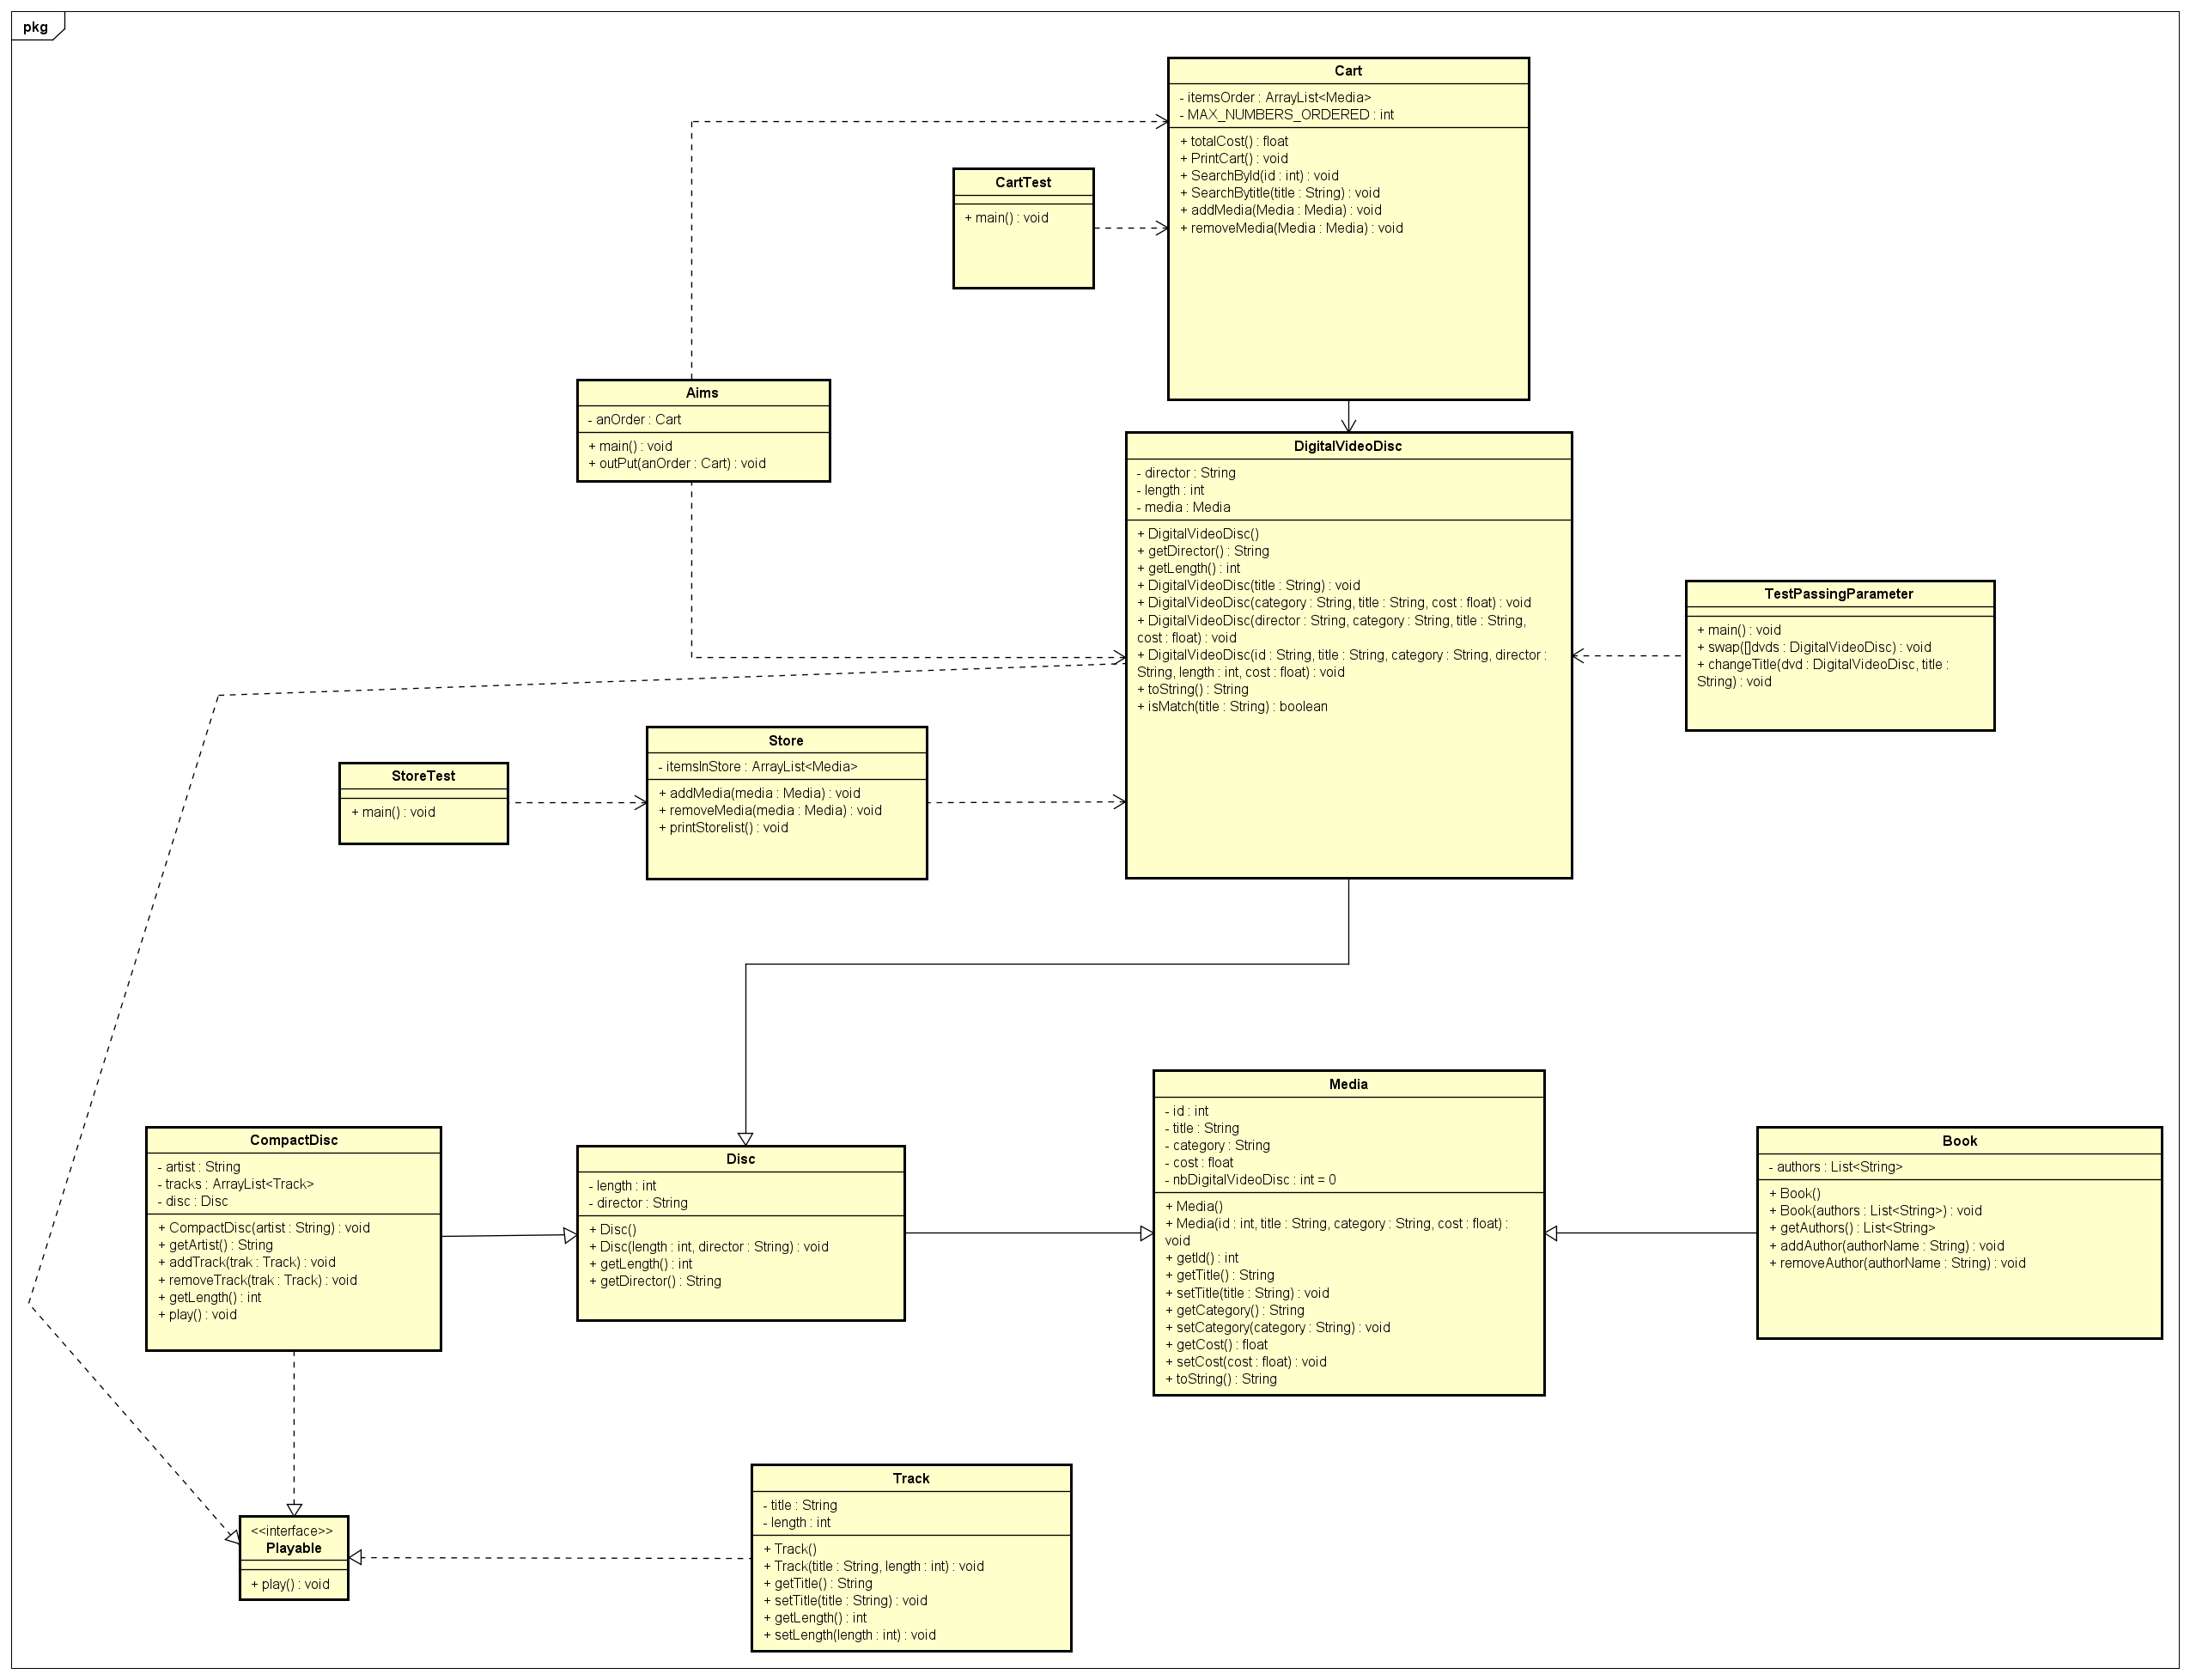 pkg
Cart
- itemsOrder : ArrayList<Media>
- MAX_NUMBERS_ORDERED : int
+ totalCost() : float
+ PrintCart() : void
+ SearchById(id : int) : void
+ SearchBytitle(title : String) : void
+ addMedia(Media : Media) : void
+ removeMedia(Media : Media) : void
CartTest
+ main() : void
Aims
- anOrder : Cart
+ main() : void
+ outPut(anOrder : Cart) : void
DigitalVideoDisc
- director : String
- length : int
- media : Media
+ DigitalVideoDisc()
+ getDirector() : String
+ getLength() : int
+ DigitalVideoDisc(title : String) : void
+ DigitalVideoDisc(category : String, title : String, cost : float) : void
+ DigitalVideoDisc(director : String, category : String, title : String,
cost : float) : void
+ DigitalVideoDisc(id : String, title : String, category : String, director :
String, length : int, cost : float) : void
+ toString() : String
+ isMatch(title : String) : boolean
TestPassingParameter
+ main() : void
+ swap([]dvds : DigitalVideoDisc) : void
+ changeTitle(dvd : DigitalVideoDisc, title :
String) : void
Store
- itemsInStore : ArrayList<Media>
+ addMedia(media : Media) : void
+ removeMedia(media : Media) : void
+ printStorelist() : void
StoreTest
+ main() : void
CompactDisc
- artist : String
- tracks : ArrayList<Track>
- disc : Disc
+ CompactDisc(artist : String) : void
+ getArtist() : String
+ addTrack(trak : Track) : void
+ removeTrack(trak : Track) : void
+ getLength() : int
+ play() : void
Disc
- length : int
- director : String
+ Disc()
+ Disc(length : int, director : String) : void
+ getLength() : int
+ getDirector() : String
Media
- id : int
- title : String
- category : String
- cost : float
- nbDigitalVideoDisc : int = 0
+ Media()
+ Media(id : int, title : String, category : String, cost : float) :
void
+ getId() : int
+ getTitle() : String
+ setTitle(title : String) : void
+ getCategory() : String
+ setCategory(category : String) : void
+ getCost() : float
+ setCost(cost : float) : void
+ toString() : String
Book
- authors : List<String>
+ Book()
+ Book(authors : List<String>) : void
+ getAuthors() : List<String>
+ addAuthor(authorName : String) : void
+ removeAuthor(authorName : String) : void
<<interface>>
Playable
+ play() : void
Track
- title : String
- length : int
+ Track()
+ Track(title : String, length : int) : void
+ getTitle() : String
+ setTitle(title : String) : void
+ getLength() : int
+ setLength(length : int) : void